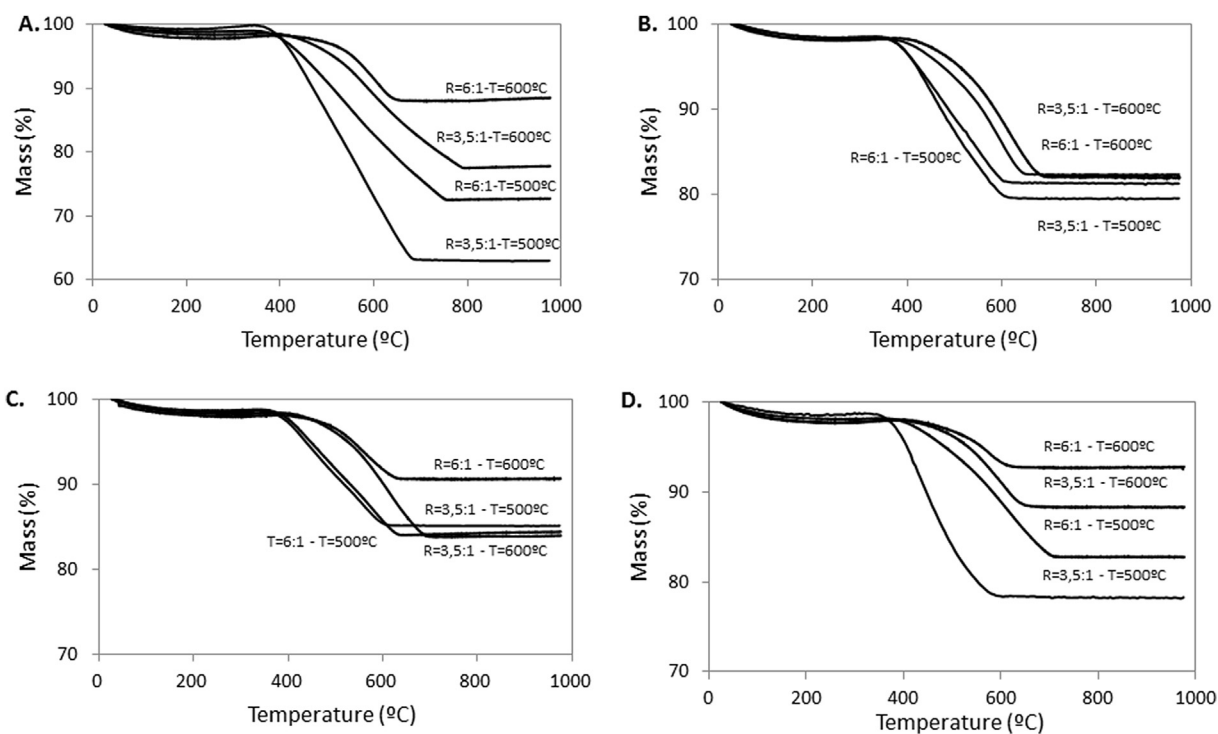 A.
100
90
80
70
60
Mass (%)
R=6:1-T=600ºC
R=3,5:1-T=600ºC
R=6:1-T=500ºC
R=3,5:1-T=500ºC
0 200 400 600 800 1000
Temperature (ºC)
B.
100
90
80
70
Mass (%)
R=3,5:1 - T=600ºC
R=6:1 - T=600ºC
R=6:1 - T=500ºC
R=3,5:1 - T=500ºC
0 200 400 600 800 1000
Temperature (ºC)
C.
100
90
80
70
Mass (%)
R=6:1 - T=600ºC
R=3,5:1 - T=500ºC
T=6:1 - T=500ºC
R=3,5:1 - T=600ºC
0 200 400 600 800 1000
Temperature (ºC)
D.
100
90
80
70
Mass (%)
R=6:1 - T=600ºC
R=3,5:1 - T=600ºC
R=6:1 - T=500ºC
R=3,5:1 - T=500ºC
0 200 400 600 800 1000
Temperature (ºC)